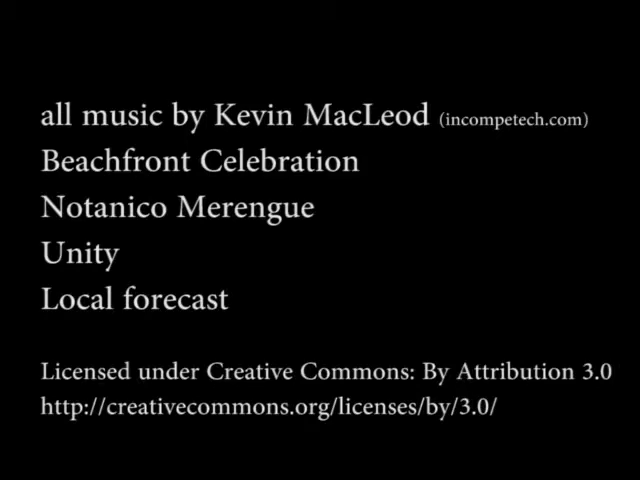 all music by Kevin MacLeod (incompetech.com)
Beachfront Celebration
Notanico Merengue
Unity
Local forecast
Licensed under Creative Commons: By Attribution 3.0
http://creativecommons.org/licenses/by/3.0/